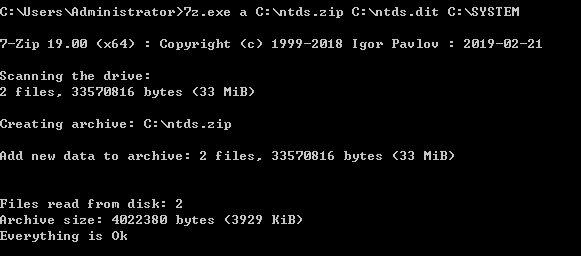 C:\Users\Administrator>7z.exe a C:\ntds.zip C:\ntds.dit C:\SYSTEM
7-Zip 19.00 (x64) : Copyright (c) 1999-2018 Igor Pavlov : 2019-02-21
Scanning the drive:
2 files, 33570816 bytes (33 MiB)
Creating archive: C:\ntds.zip
Add new data to archive: 2 files, 33570816 bytes (33 MiB)
Files read from disk: 2
Archive size: 4022380 bytes (3929 KiB)
Everything is Ok